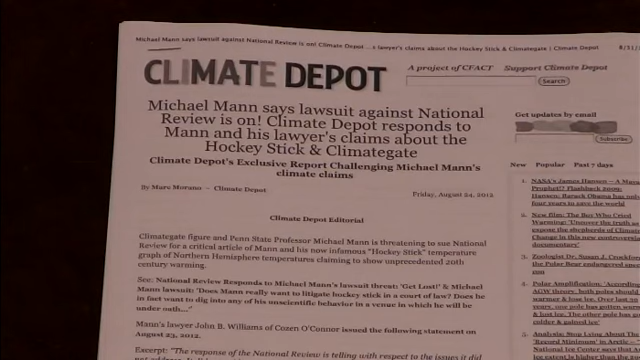 Michael Mann says lawsuit against National Review is on! Climate Depot ... s lawyer's claims about the Hockey Stick & Climategate | Climate Depot 8/31/
CLIMATE DEPOT
A project of CFACT Support Climate Depot
Search
Michael Mann says lawsuit against National
Review is on! Climate Depot responds to
Mann and his lawyer's claims about the
Hockey Stick & Climategate
Climate Depot's Exclusive Report Challenging Michael Mann's
climate claims
By Marc Morano – Climate Depot
Friday, August 24, 2012
Climate Depot Editorial
Climategate figure and Penn State Professor Michael Mann is threatening to sue National
Review for a critical article of Mann and his now infamous "Hockey Stick" temperature
graph of Northern Hemisphere temperatures claiming to show unprecedented 20th
century warming.
See: National Review Responds to Michael Mann's lawsuit threat: 'Get Lost!' & Michael
Mann lawsuit: 'Does Mann really want to litigate hockey stick in a court of law? Does he
in fact want to dig into any of his unscientific behavior in a venue in which he will be
under oath...'
Mann's lawyer John B. Williams of Cozen O'Connor issued the following statement on
August 23, 2012.
Excerpt: "The response of the National Review is telling with respect to the issues it did
Get updates by email
Subscribe
New Popular Past 7 days
1. NASA's James Hansen – A
Prophet!? Flashback 2009:
Hansen: Barack Obama has only
four years to save the world
2. New Film: The Boy Who Cried
Warming: 'Uncover the truth as
expose the shepherds of Climate
Change in this new controversial
documentary'
3. Zoologist Dr. Susan J. Crockford
the Polar Bear endangered
4. Polar Amplification: 'According
AGW theory, both poles should
warmer & lose ice. Over last
years, one pole has gotten
& lost ice. The other pole has
colder & gained ice'
5. Analysis: Stop Lying About The
'Record Minimum' in Arctic
National Ice Center says